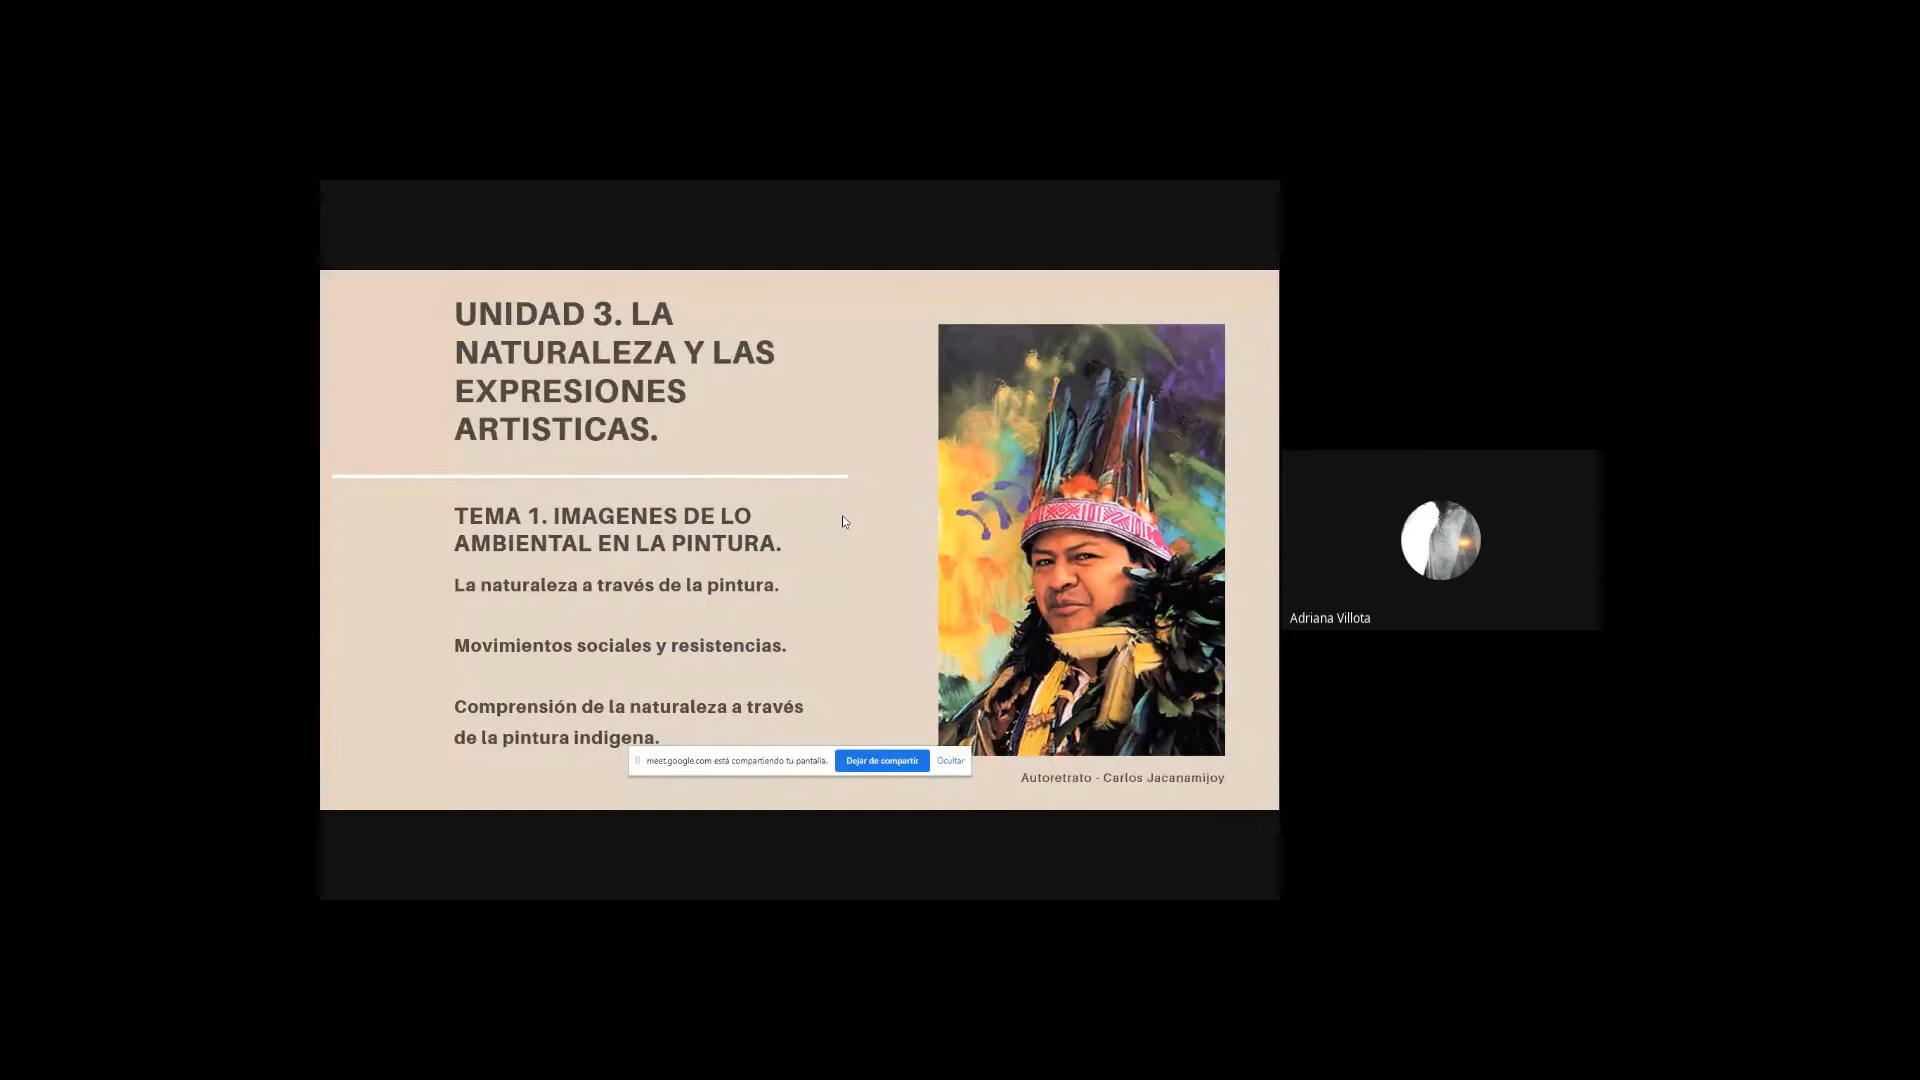 UNIDAD 3. LA
NATURALEZA Y LAS
EXPRESIONES
ARTISTICAS.
TEMA 1. IMAGENES DE LO
AMBIENTAL EN LA PINTURA.
La naturaleza a través de la pintura.
Movimientos sociales y resistencias.
Comprensión de la naturaleza a través
de la pintura indigena.
meet.google.com está compartiendo tu pantalla. Dejar de compartir Ocultar
Autoretrato - Carlos Jacanamijoy
Adriana Villota